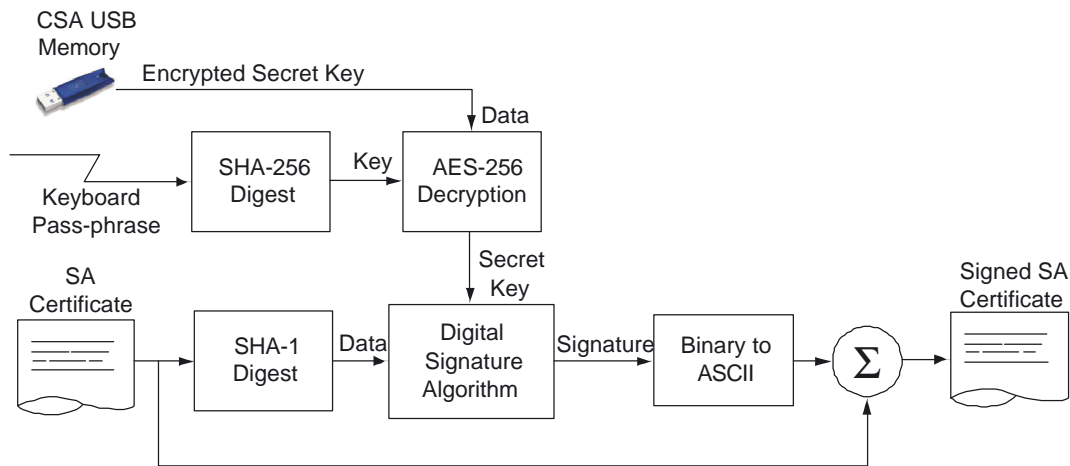 CSA USB
Memory
Encrypted Secret Key
Data
SHA-256
Digest
Key
AES-256
Decryption
Keyboard
Pass-phrase
Secret
Key
SA
Certificate
SHA-1
Digest
Data
Digital
Signature
Algorithm
Signature
Binary to
ASCII
Σ
Signed SA
Certificate